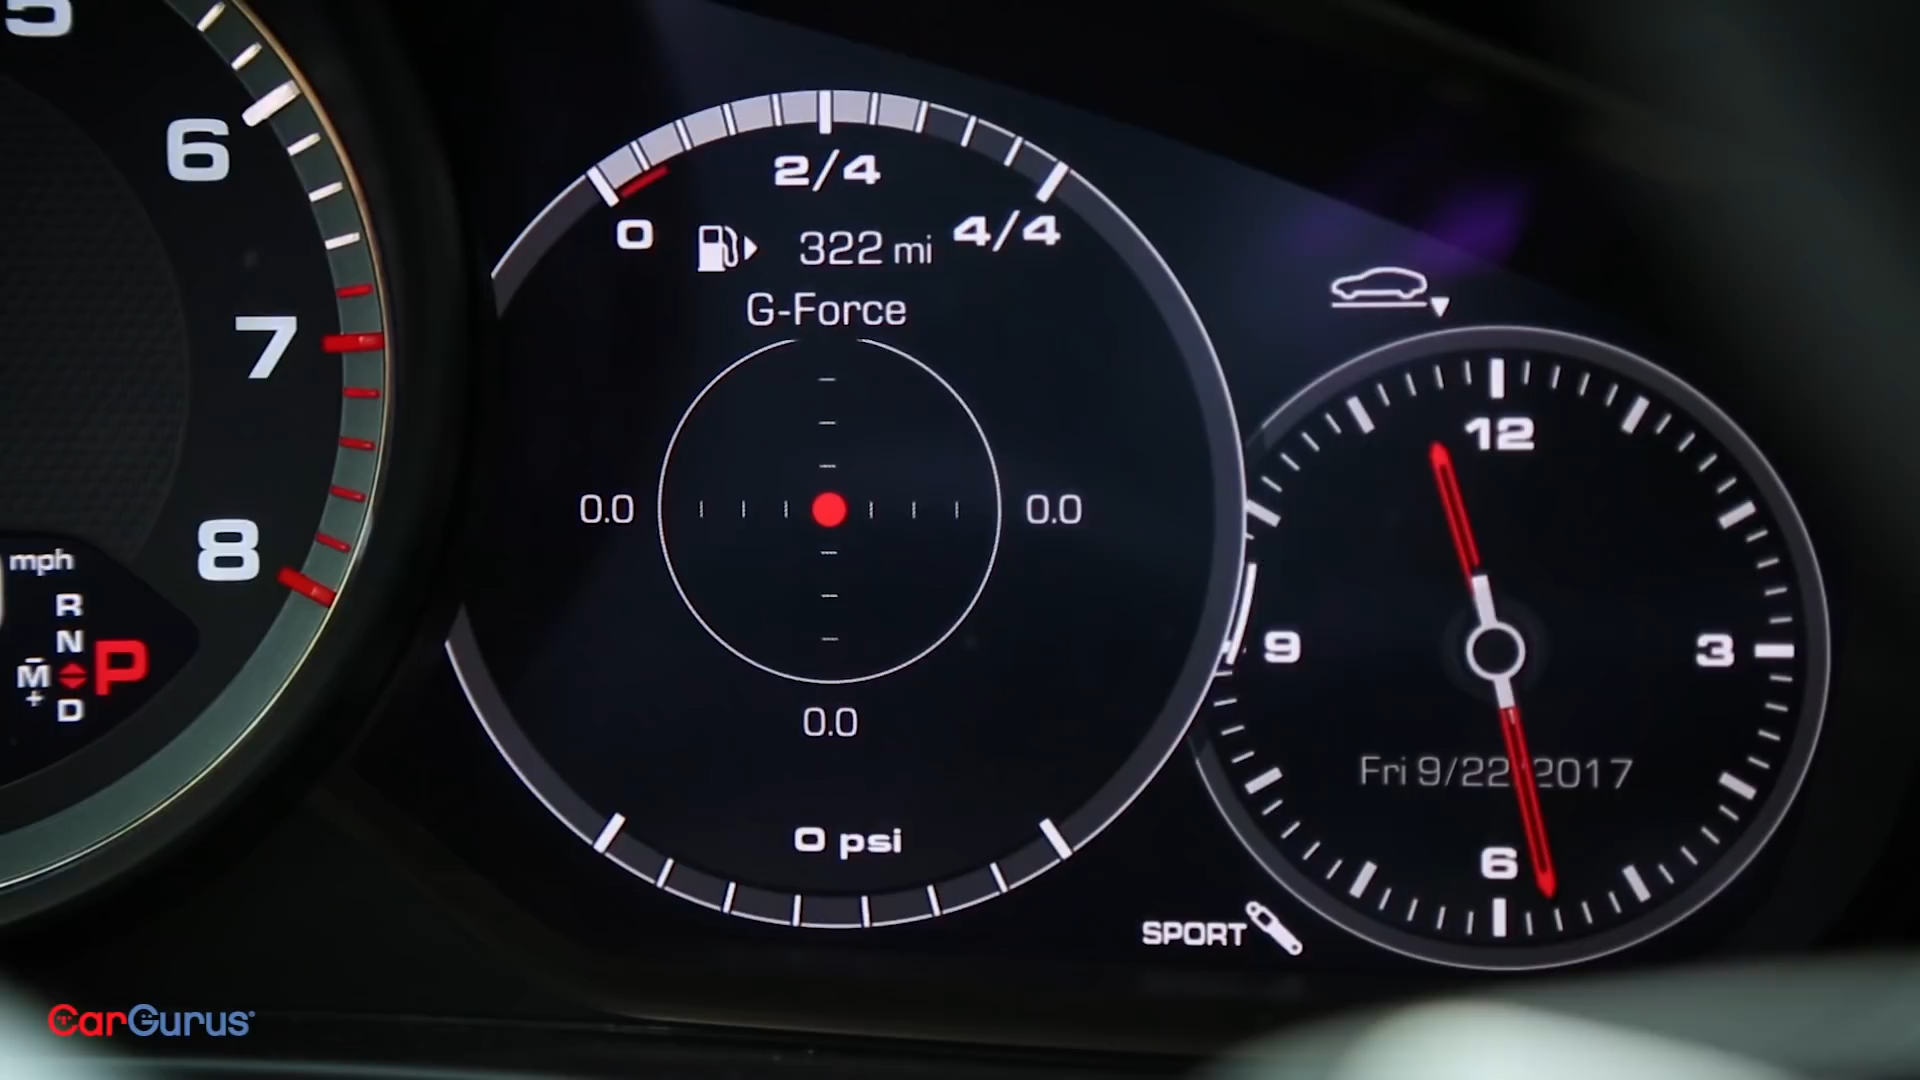 5
6
7
8
mph
R
N
M
+
D
P
2/4
0
4/4
322 mi
G-Force
0.0
0.0
0.0
0 psi
12
9
3
Fri 9/22 2017
6
SPORT
CarGurus